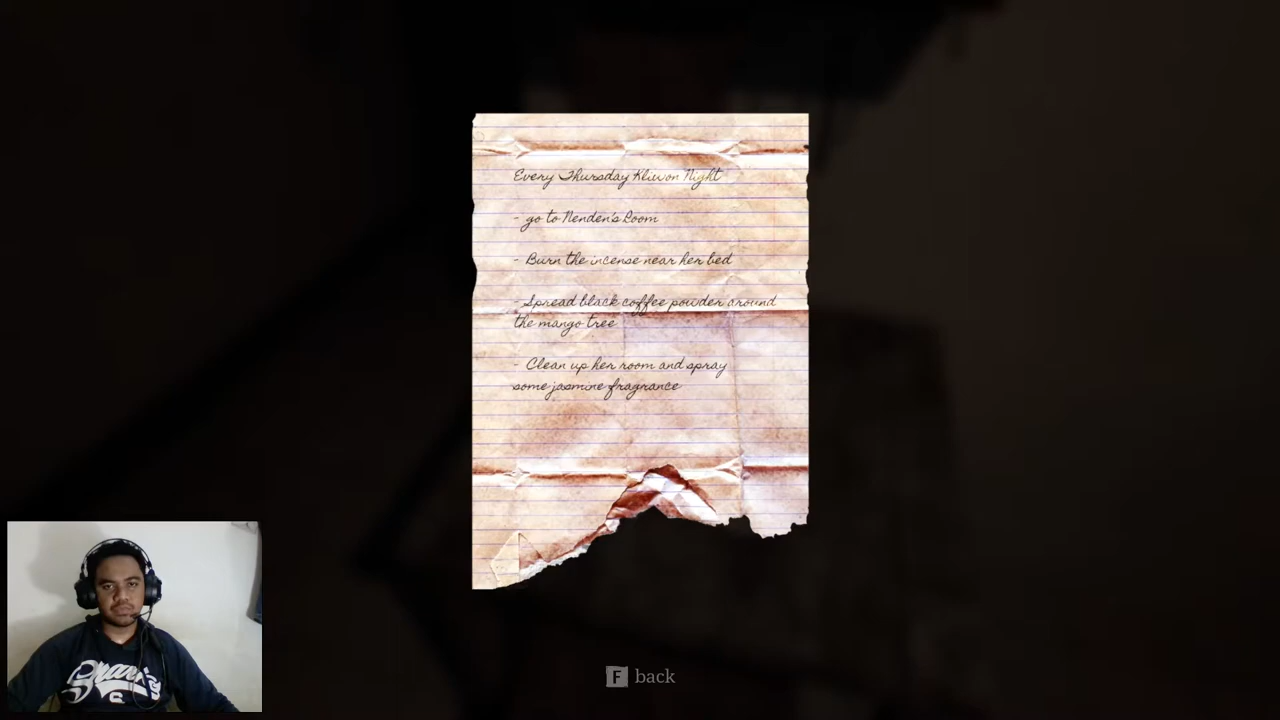 Every Thursday Kliwon Night
- go to Nenden's Room
- Burn the incense near her bed
- Spread black coffee powder around
the mango tree
- Clean up her room and spray
some jasmine fragrance
F back